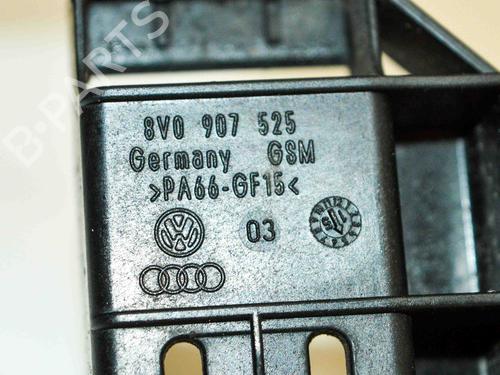 B-PARTS
8V0 907 525
Germany GSM
>PA66-GF15<
03